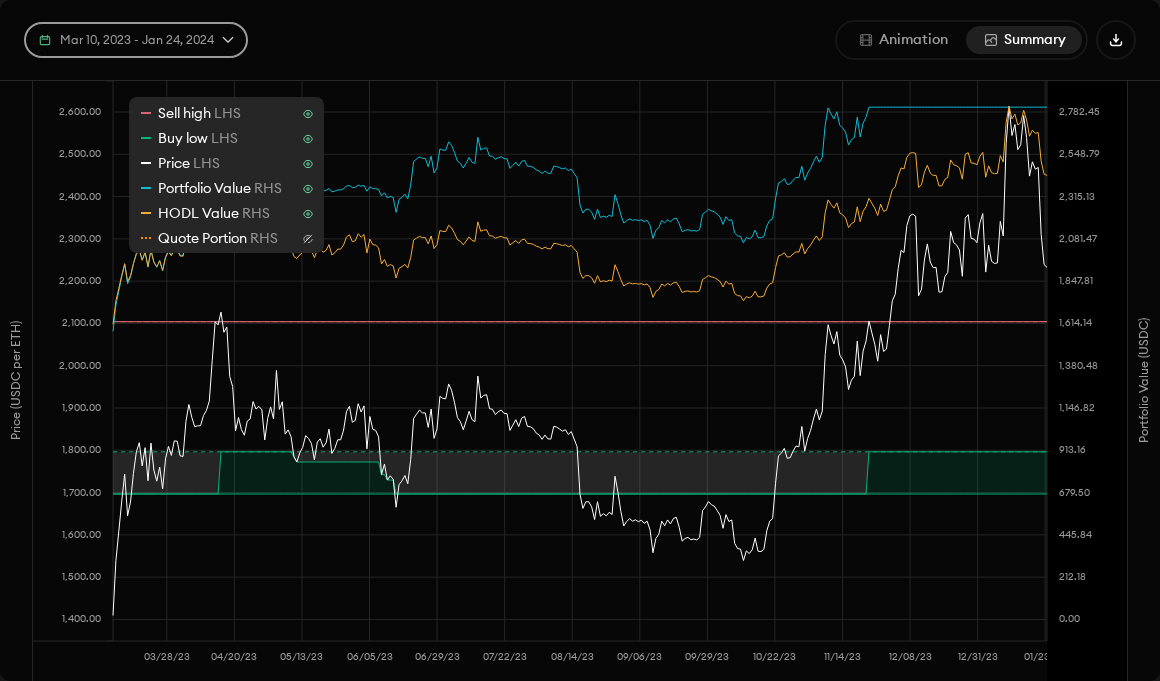 Mar 10, 2023 - Jan 24, 2024
Animation
Summary
Sell high LHS
Buy low LHS
Price LHS
Portfolio Value RHS
HODL Value RHS
Quote Portion RHS
Price (USDC per ETH)
2,600.00
2,500.00
2,400.00
2,300.00
2,200.00
2,100.00
2,000.00
1,900.00
1,800.00
1,700.00
1,600.00
1,500.00
1,400.00
2,782.45
2,548.79
2,315.13
2,081.47
1,847.81
1,614.14
1,380.48
1,146.82
913.16
679.50
445.84
212.18
0.00
Portfolio Value (USDC)
03/28/23 04/20/23 05/13/23 06/05/23 06/29/23 07/22/23 08/14/23 09/06/23 09/29/23 10/22/23 11/14/23 12/08/23 12/31/23 01/23